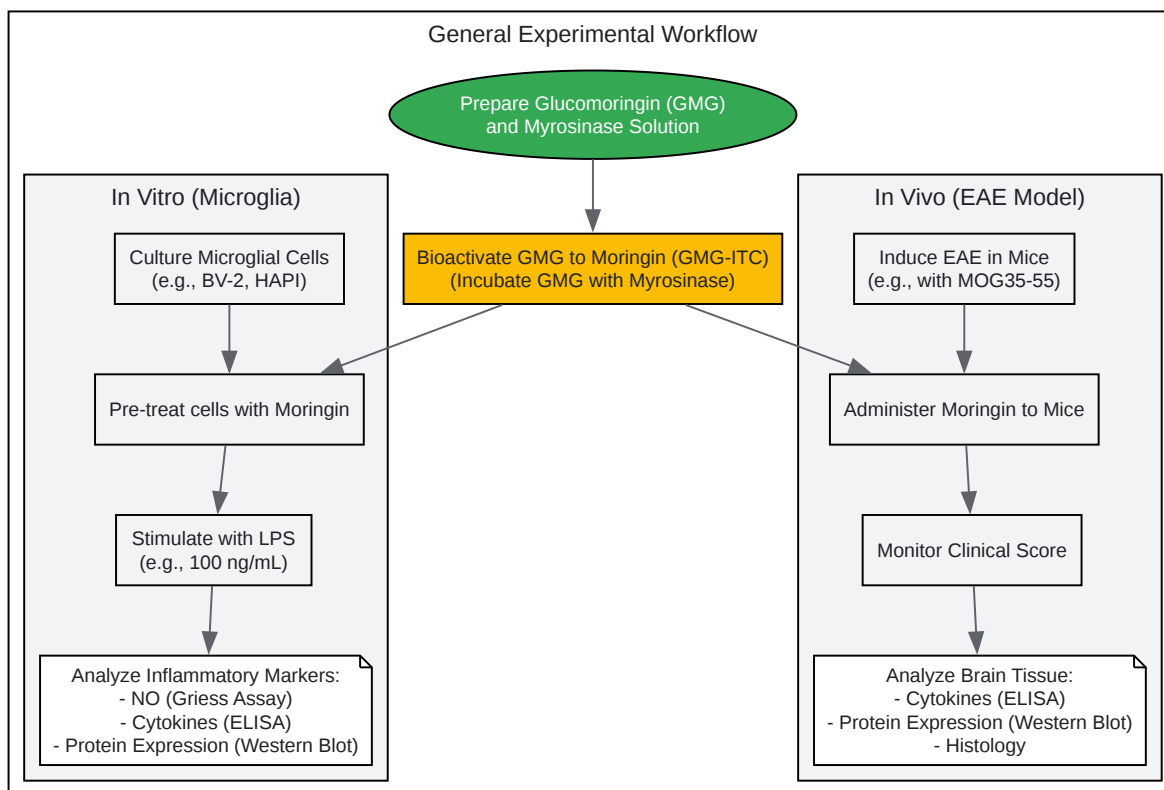 General Experimental Workflow
Prepare Glucomoringin (GMG)
and Myrosinase Solution
In Vitro (Microglia)
Culture Microglial Cells
(e.g., BV-2, HAPI)
Bioactivate GMG to Moringin (GMG-ITC)
(Incubate GMG with Myrosinase)
In Vivo (EAE Model)
Induce EAE in Mice
(e.g., with MOG35-55)
Pre-treat cells with Moringin
Administer Moringin to Mice
Stimulate with LPS
(e.g., 100 ng/mL)
Monitor Clinical Score
Analyze Inflammatory Markers:
- NO (Griess Assay)
- Cytokines (ELISA)
- Protein Expression (Western Blot)
Analyze Brain Tissue:
- Cytokines (ELISA)
- Protein Expression (Western Blot)
- Histology